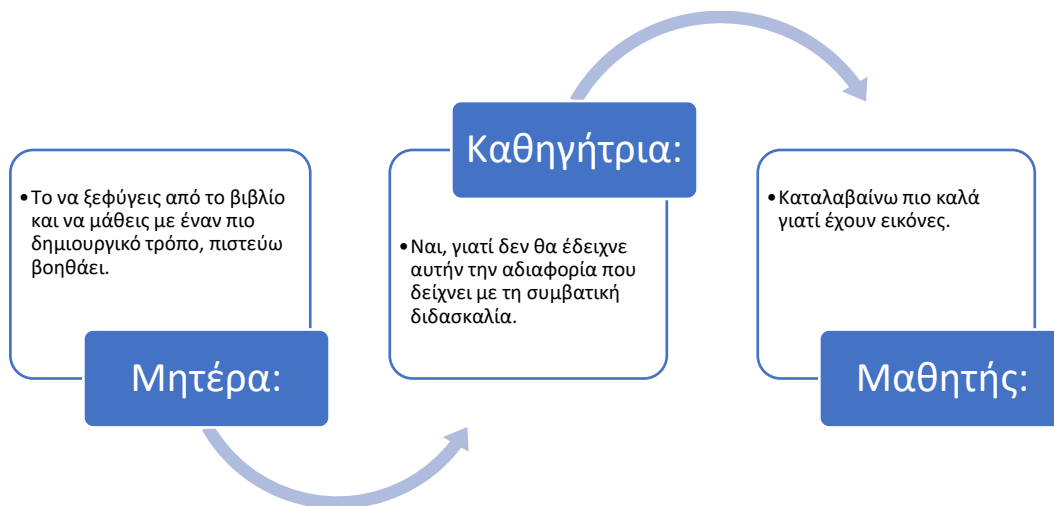 •Το να ξεφύγεις από το βιβλίο
και να μάθεις με έναν πιο
δημιουργικό τρόπο, πιστεύω
βοηθάει.
Μητέρα:
Καθηγήτρια:
•Ναι, γιατί δεν θα έδειχνε
αυτήν την αδιαφορία που
δείχνει με τη συμβατική
διδασκαλία.
•Καταλαβαίνω πιο καλά
γιατί έχουν εικόνες.
Μαθητής: